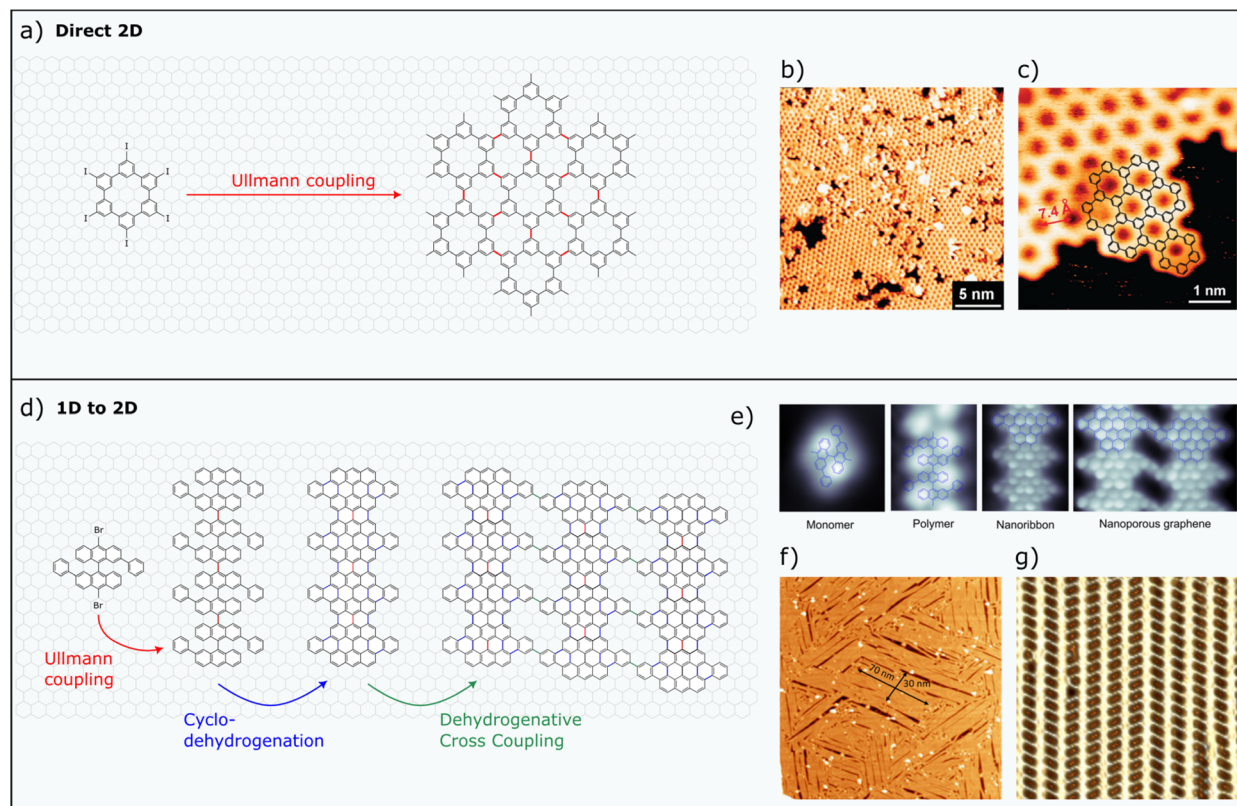 a) Direct 2D
b)
c)
I
I
I
Ullmann coupling
I
I
I
7.4 Å
5 nm
1 nm
d) 1D to 2D
e)
Monomer
Polymer
Nanoribbon
Nanoporous graphene
f)
g)
Br
Br
Ullmann
coupling
Cyclo-
dehydrogenation
Dehydrogenative
Cross Coupling
70 nm
30 nm